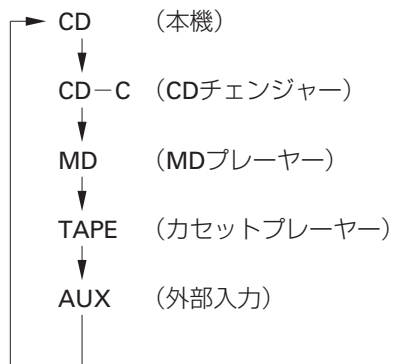 CD （本機）
CD−C （CDチェンジャー）
MD （MDプレーヤー）
TAPE （カセットプレーヤー）
AUX （外部入力）